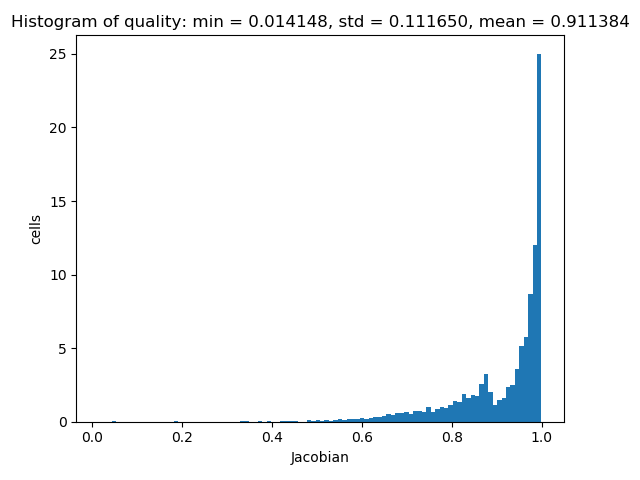 Histogram of quality: min = 0.014148, std = 0.111650, mean = 0.911384
25
20
15
10
5
0
cells
0.0 0.2 0.4 0.6 0.8 1.0
Jacobian